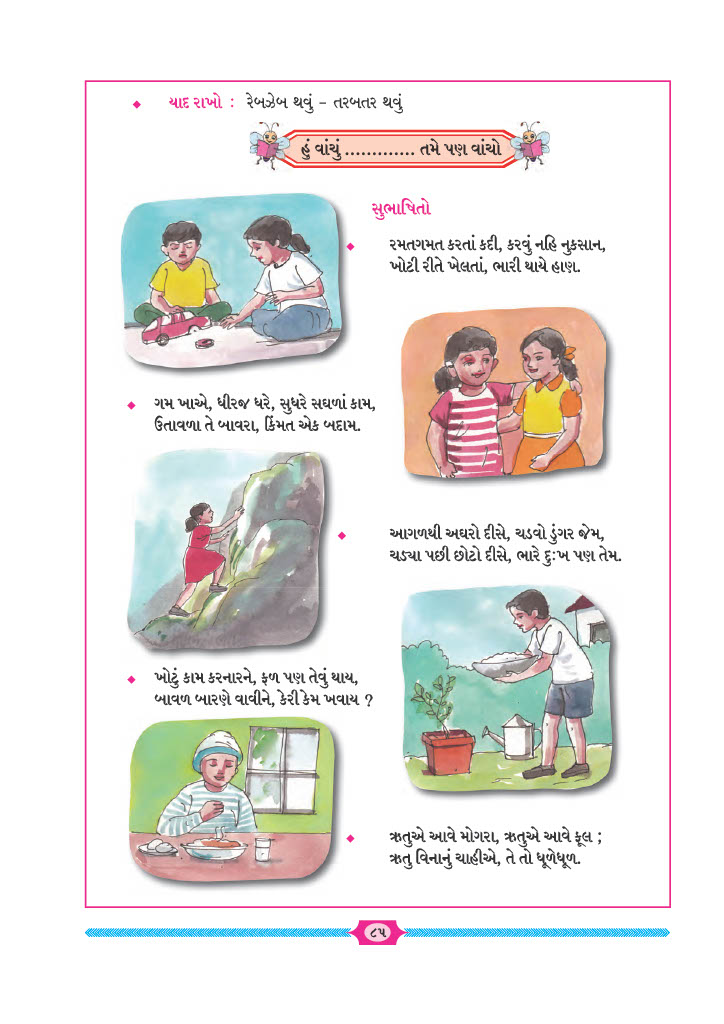 ◆ યાદ રાખો : રેબઝેબ થવું – તરબતર થવું
હું વાંચું ............. તમે પણ વાંચો
સુભાષિતો
◆ રમતગમત કરતાં કદી, કરવું નહિ નુકસાન,
ખોટી રીતે ખેલતાં, ભારી થાયે હાણ.
◆ ગમ ખાએ, ધીરજ ધરે, સુધરે સઘળાં કામ,
ઉતાવળા તે બાવરા, કિંમત એક બદામ.
◆ આગળથી અઘરો દીસે, ચડવો ડુંગર જેમ,
ચડ્યા પછી છોટો દીસે, ભારે દુઃખ પણ તેમ.
◆ ખોટું કામ કરનારને, ફળ પણ તેવું થાય,
બાવળ બારણે વાવીને, કેરી કેમ ખવાય ?
◆ ઋતુએ આવે મોગરા, ઋતુએ આવે ફૂલ ;
ઋતુ વિનાનું ચાહીએ, તે તો ધૂળેધૂળ.
૮૫